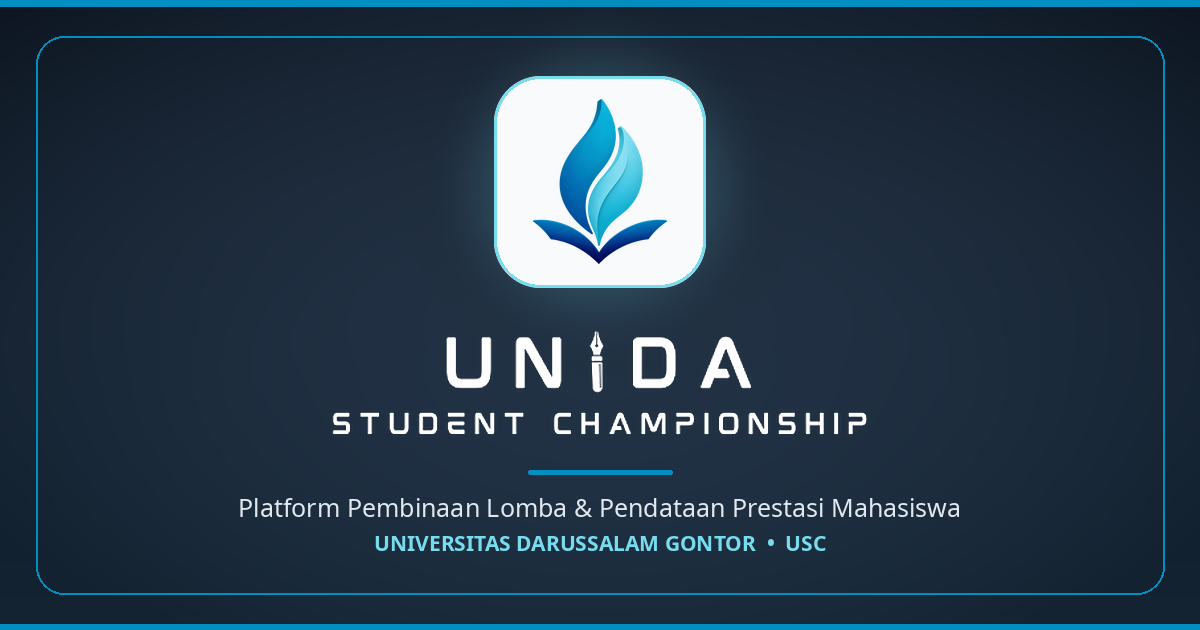 UNIDA
STUDENT CHAMPIONSHIP
Platform Pembinaan Lomba & Pendataan Prestasi Mahasiswa
UNIVERSITAS DARUSSALAM GONTOR • USC